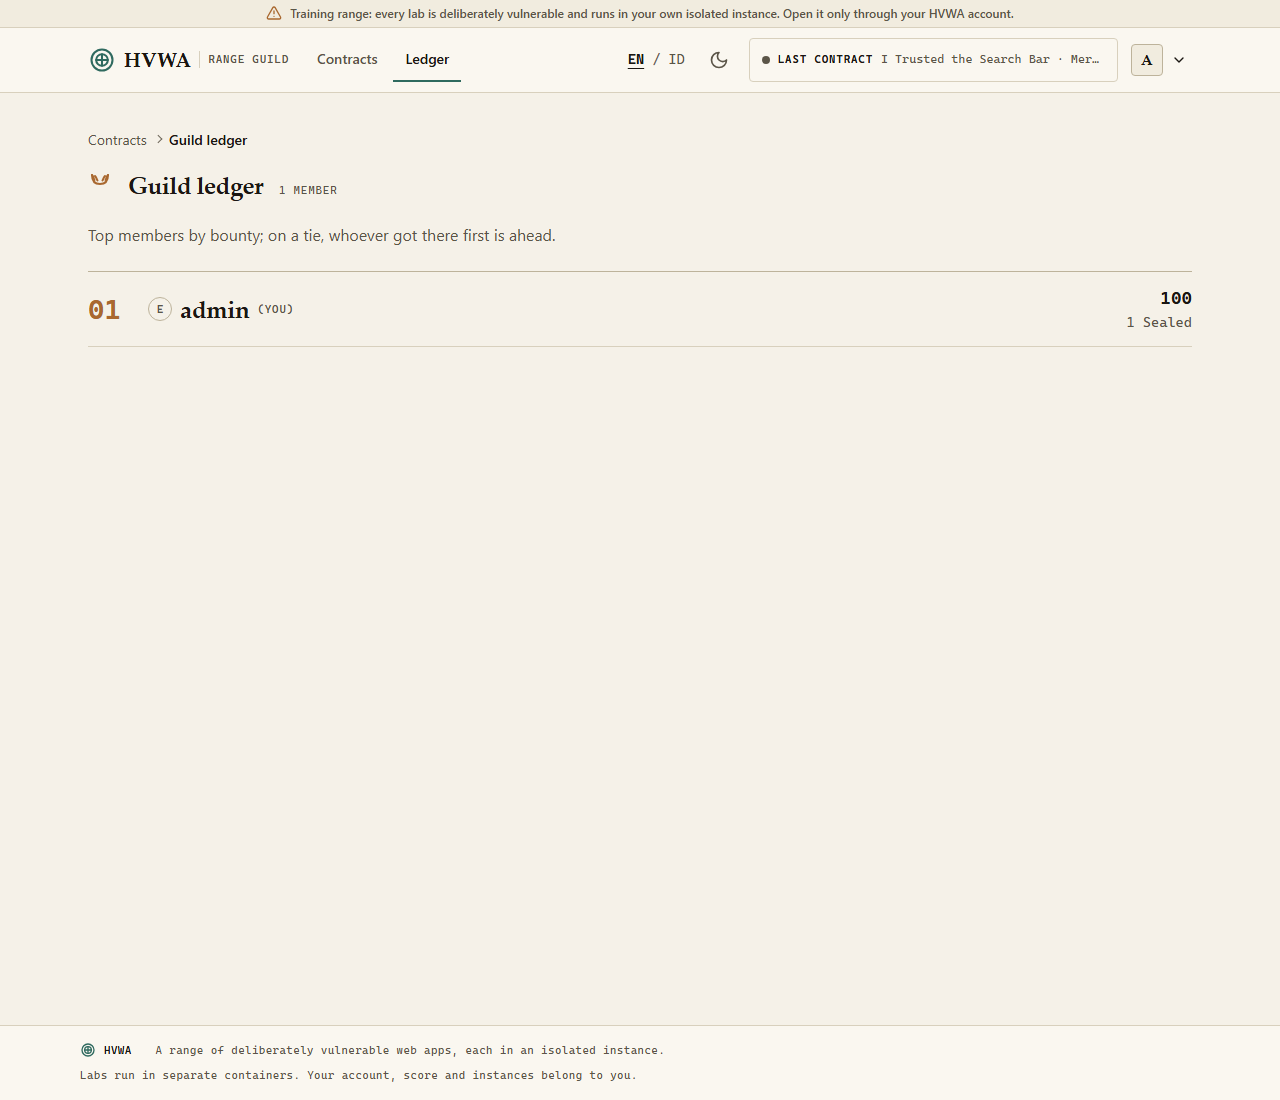 Training range: every lab is deliberately vulnerable and runs in your own isolated instance. Open it only through your HVWA account.
HVWA RANGE GUILD Contracts Ledger EN / ID LAST CONTRACT I Trusted the Search Bar · Mer… A
Contracts Guild ledger
Guild ledger 1 MEMBER
Top members by bounty; on a tie, whoever got there first is ahead.
01 E admin (YOU) 100
1 Sealed
HVWA A range of deliberately vulnerable web apps, each in an isolated instance.
Labs run in separate containers. Your account, score and instances belong to you.